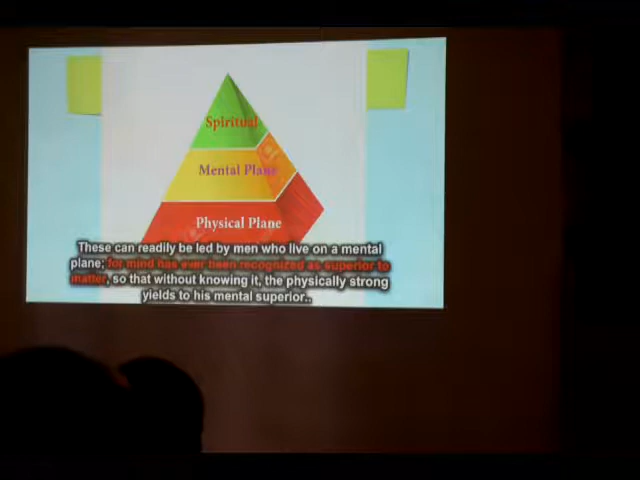 Spiritual
Mental Plane
Physical Plane
These can readily be led by men who live on a mental
plane; for mind has ever been recognized as superior to
matter, so that without knowing it, the physically strong
yields to his mental superior..